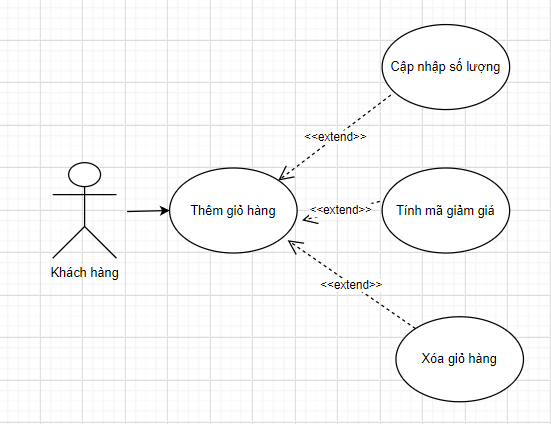 Cập nhập số lượng
<<extend>>
Thêm giỏ hàng
<<extend>>
Tính mã giảm giá
Khách hàng
<<extend>>
Xóa giỏ hàng